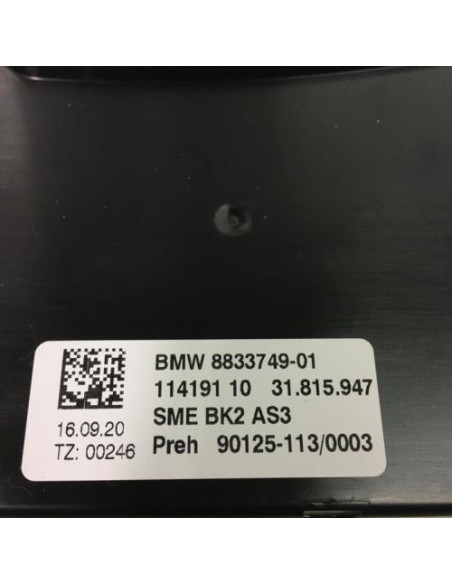 BMW 8833749-01
114191 10 31.815.947
SME BK2 AS3
Preh 90125-113/0003
16.09.20
TZ: 00246